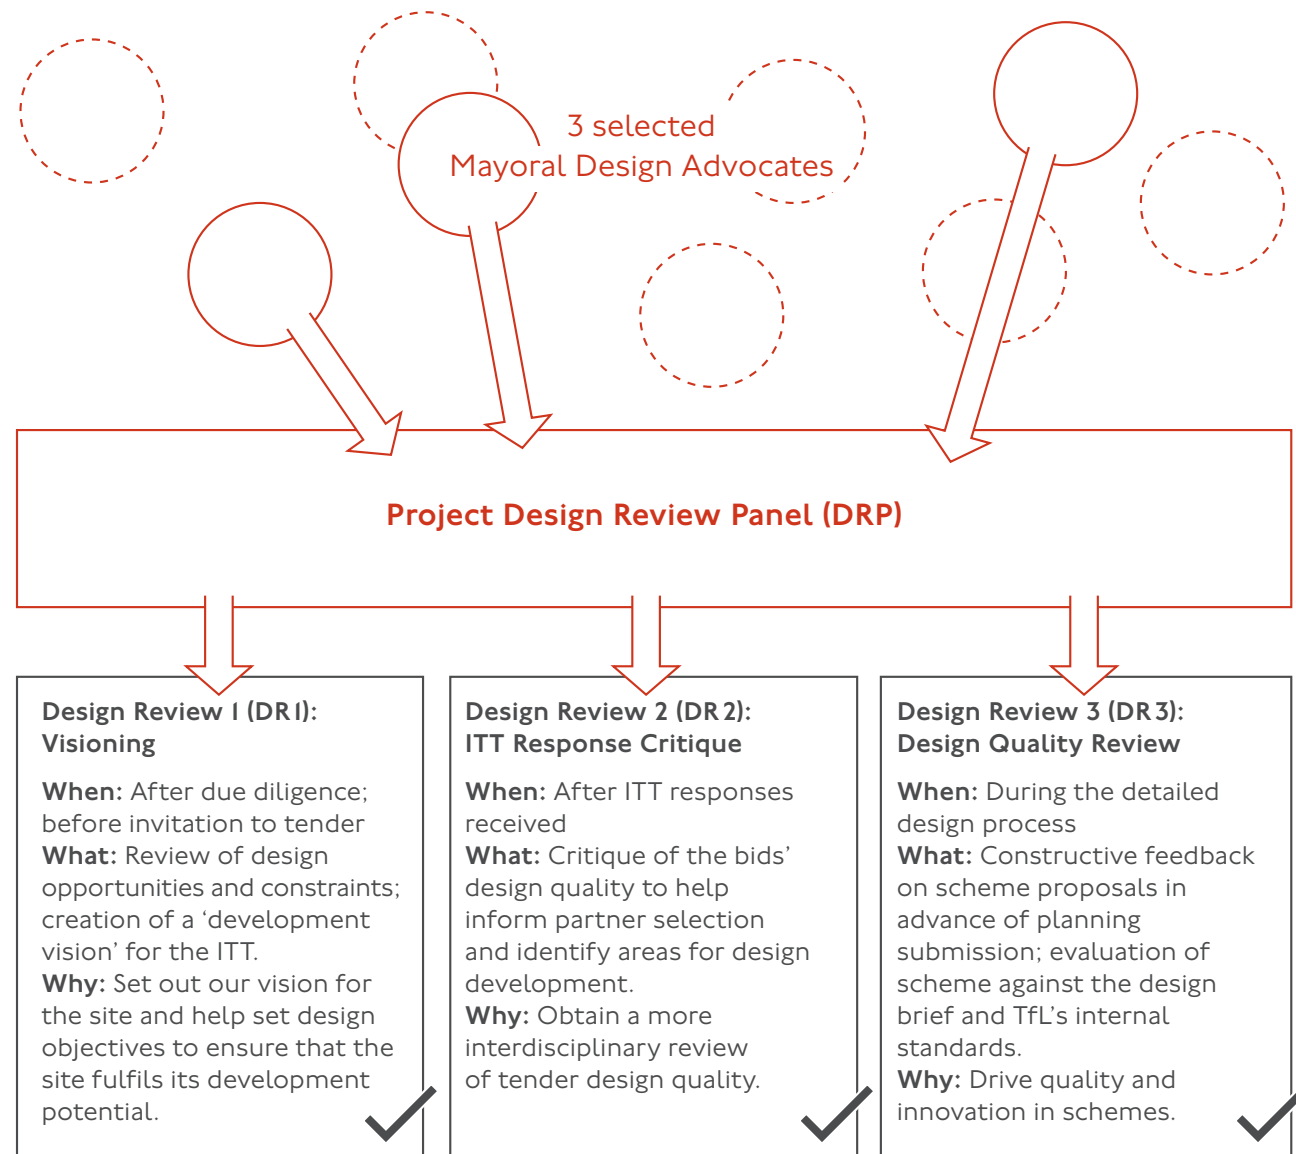 3 selected
Mayoral Design Advocates
Project Design Review Panel (DRP)
Design Review 1 (DR1):
Visioning
When: After due diligence;
before invitation to tender
What: Review of design
opportunities and constraints;
creation of a ‘development
vision’ for the ITT.
Why: Set out our vision for
the site and help set design
objectives to ensure that the
site fulfils its development
potential.
Design Review 2 (DR2):
ITT Response Critique
When: After ITT responses
received
What: Critique of the bids’
design quality to help
inform partner selection
and identify areas for design
development.
Why: Obtain a more
interdisciplinary review
of tender design quality.
Design Review 3 (DR3):
Design Quality Review
When: During the detailed
design process
What: Constructive feedback
on scheme proposals in
advance of planning
submission; evaluation of
scheme against the design
brief and TfL’s internal
standards.
Why: Drive quality and
innovation in schemes.